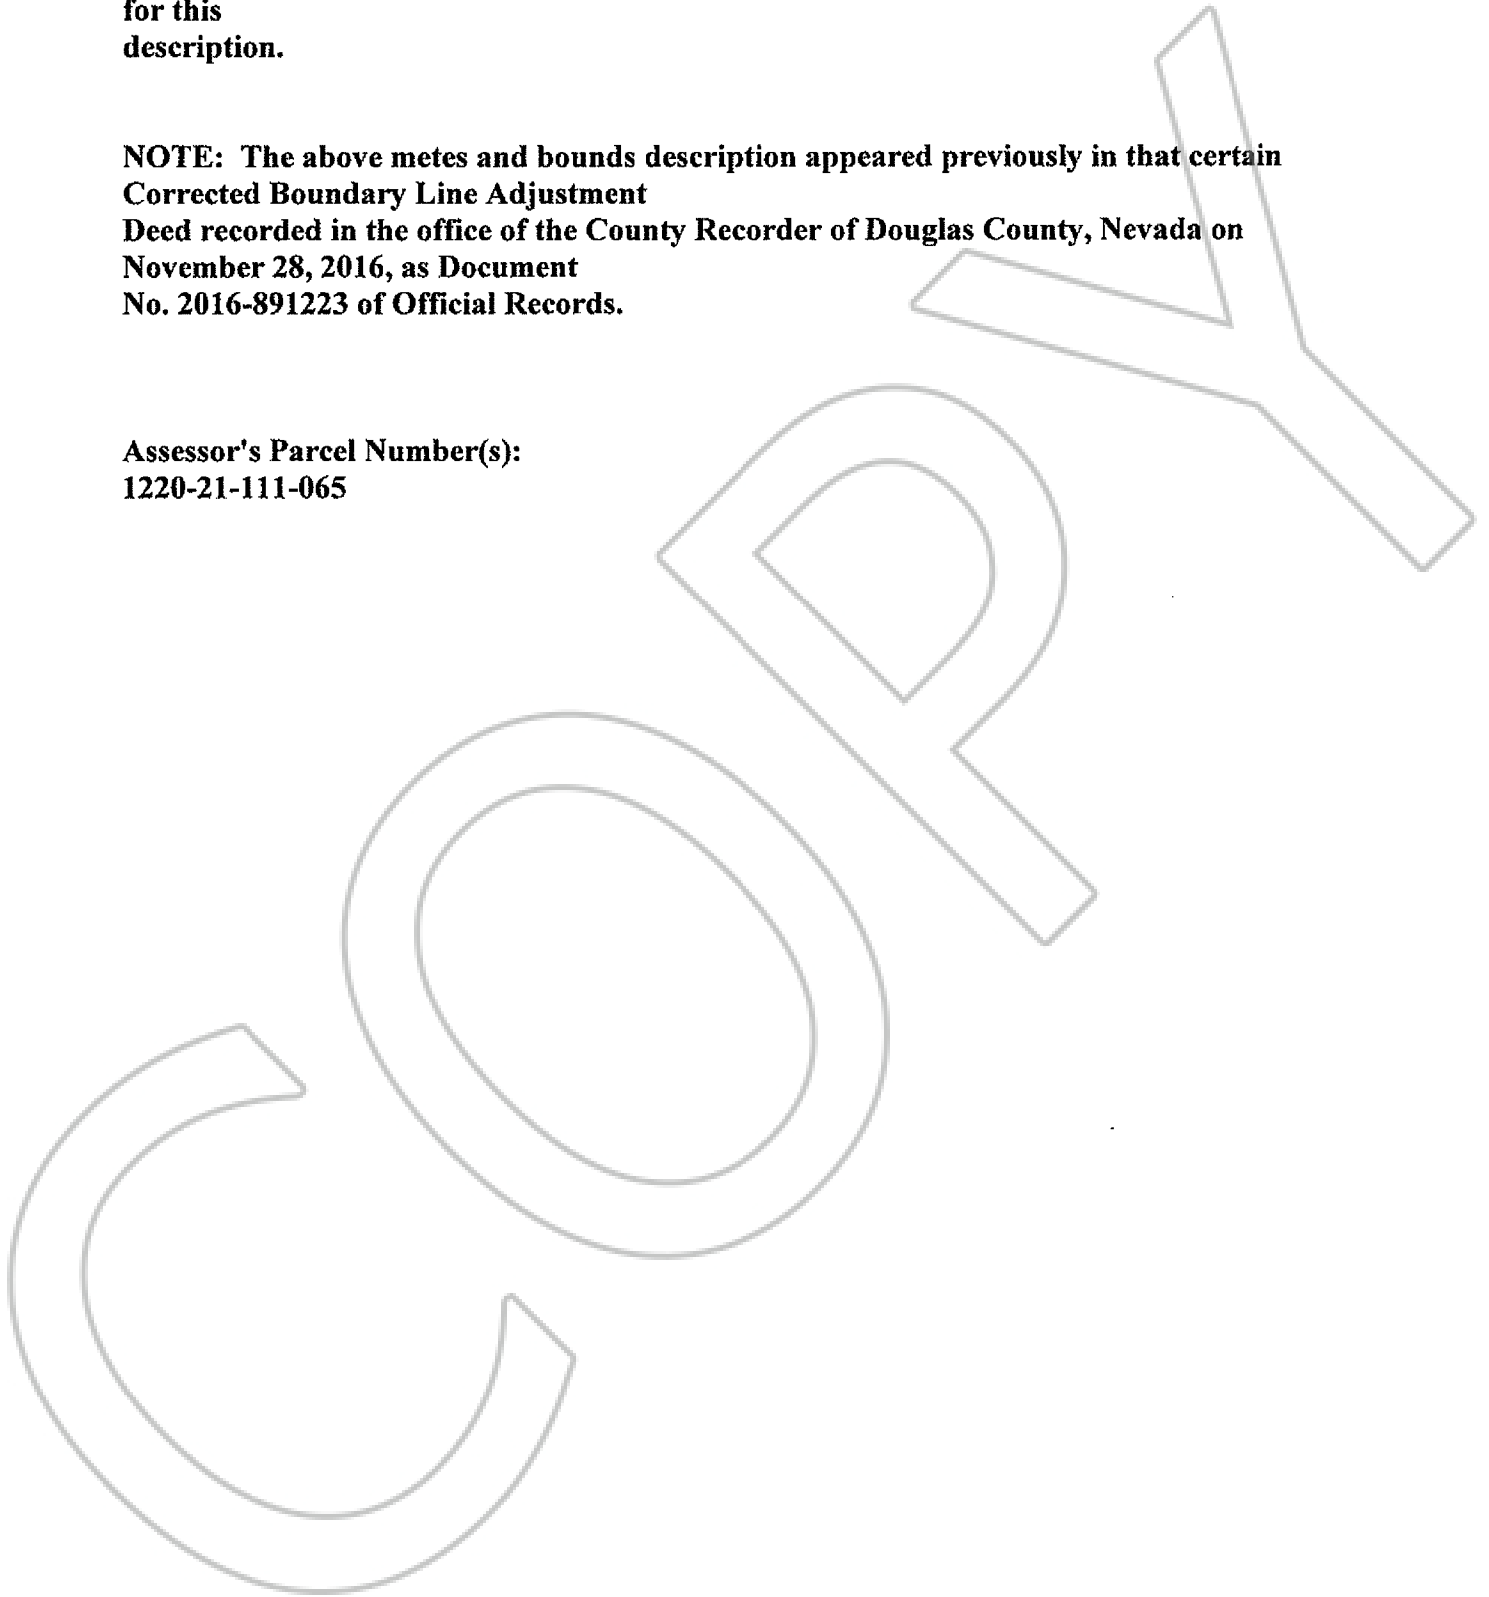 for this
description.
NOTE: The above metes and bounds description appeared previously in that certain
Corrected Boundary Line Adjustment
Deed recorded in the office of the County Recorder of Douglas County, Nevada on
November 28, 2016, as Document
No. 2016-891223 of Official Records.
Assessor's Parcel Number(s):
1220-21-111-065
COPY